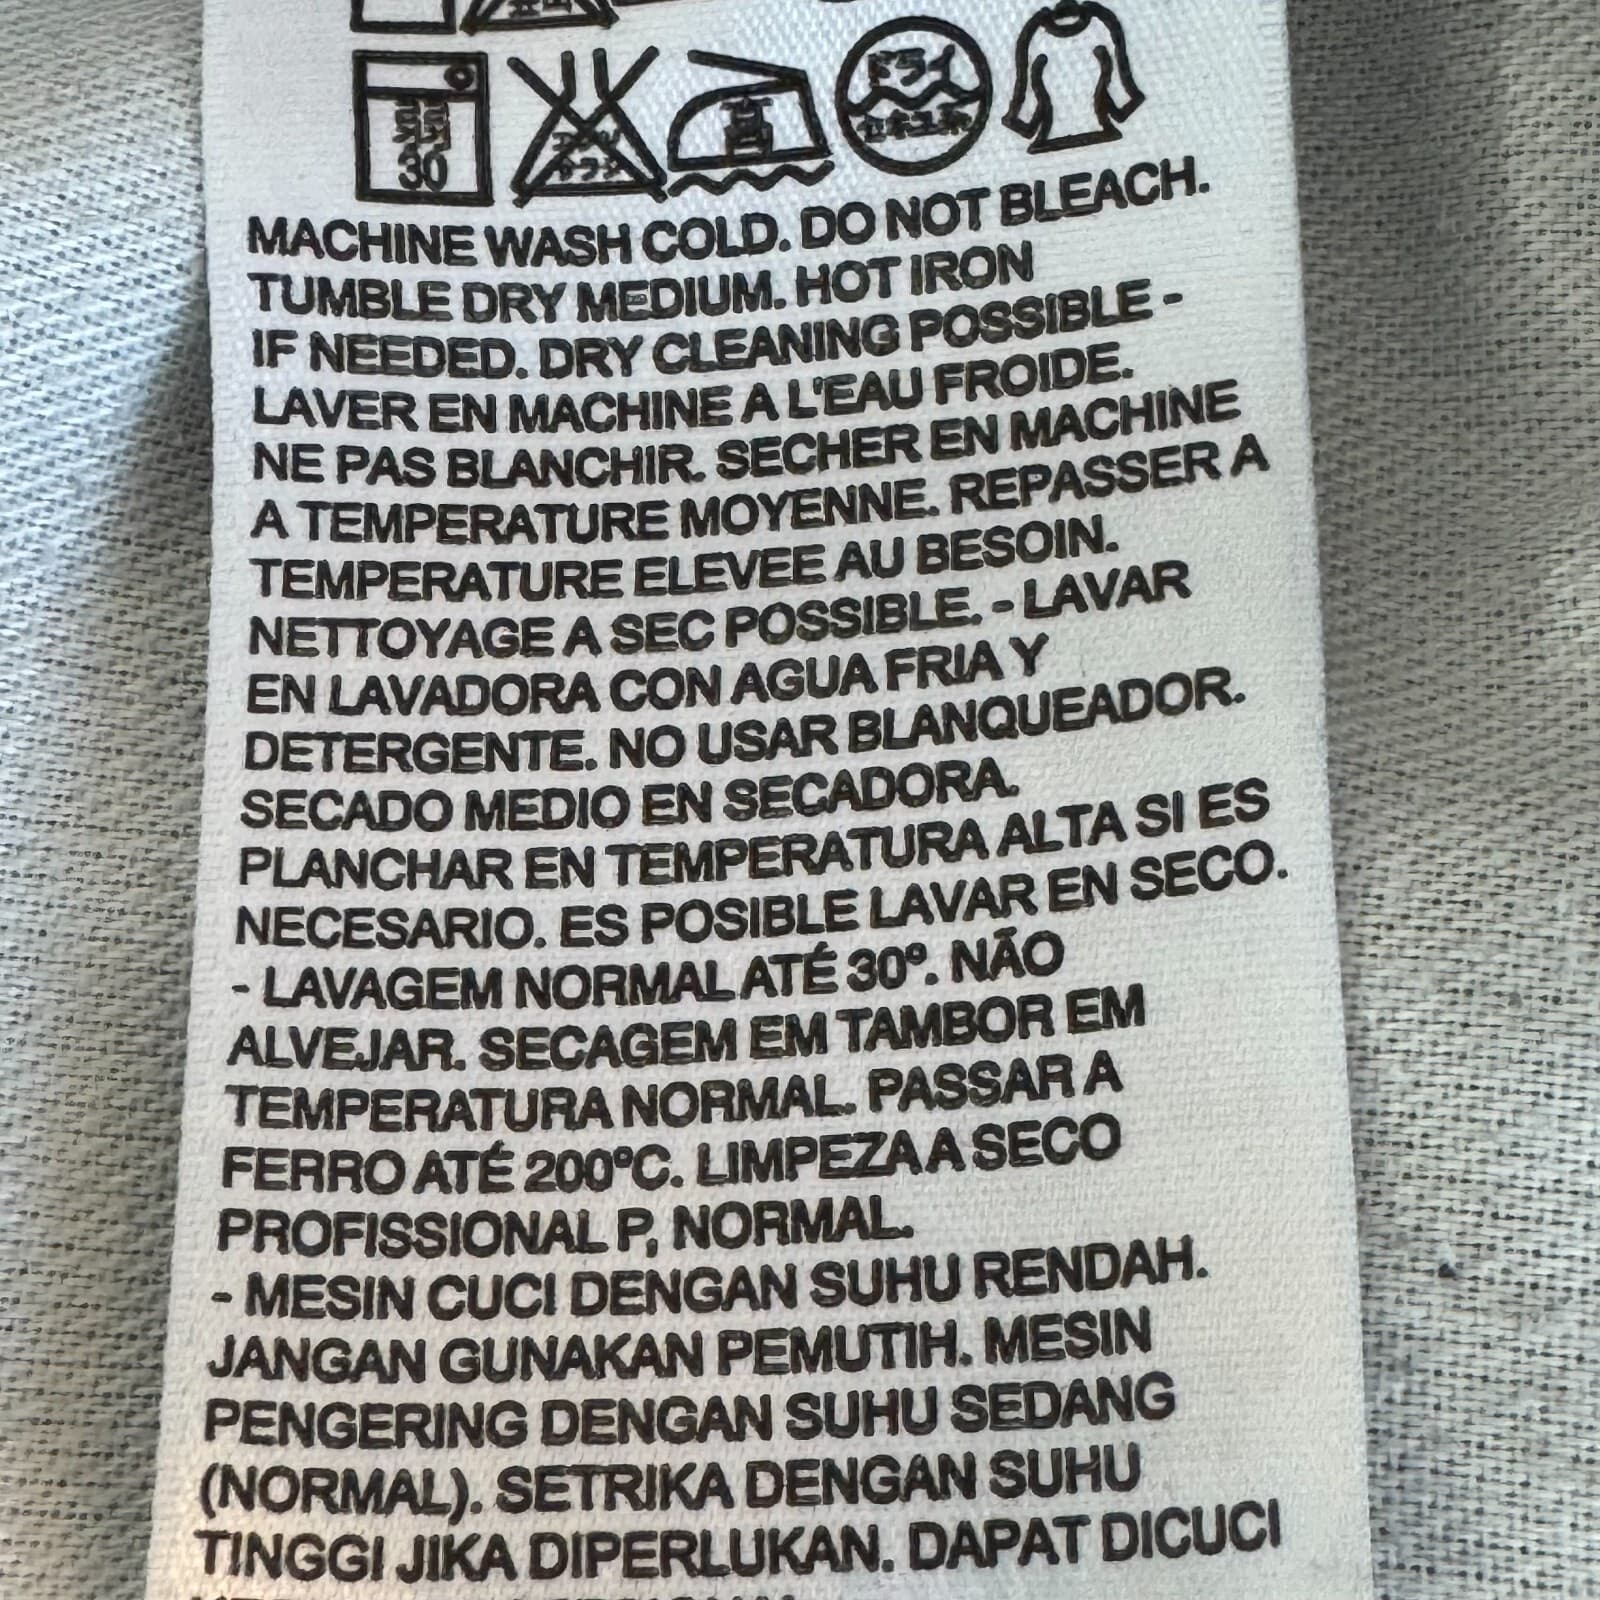 30
ドライ
MACHINE WASH COLD. DO NOT BLEACH.
TUMBLE DRY MEDIUM. HOT IRON
IF NEEDED. DRY CLEANING POSSIBLE -
LAVER EN MACHINE A L'EAU FROIDE.
NE PAS BLANCHIR. SECHER EN MACHINE
A TEMPERATURE MOYENNE. REPASSER A
TEMPERATURE ELEVEE AU BESOIN.
NETTOYAGE A SEC POSSIBLE. - LAVAR
EN LAVADORA CON AGUA FRIA Y
DETERGENTE. NO USAR BLANQUEADOR.
SECADO MEDIO EN SECADORA.
PLANCHAR EN TEMPERATURA ALTA SI ES
NECESARIO. ES POSIBLE LAVAR EN SECO.
- LAVAGEM NORMAL ATÉ 30º. NÃO
ALVEJAR. SECAGEM EM TAMBOR EM
TEMPERATURA NORMAL. PASSAR A
FERRO ATÉ 200°C. LIMPEZA A SECO
PROFISSIONAL P, NORMAL.
- MESIN CUCI DENGAN SUHU RENDAH.
JANGAN GUNAKAN PEMUTIH. MESIN
PENGERING DENGAN SUHU SEDANG
(NORMAL). SETRIKA DENGAN SUHU
TINGGI JIKA DIPERLUKAN. DAPAT DICUCI